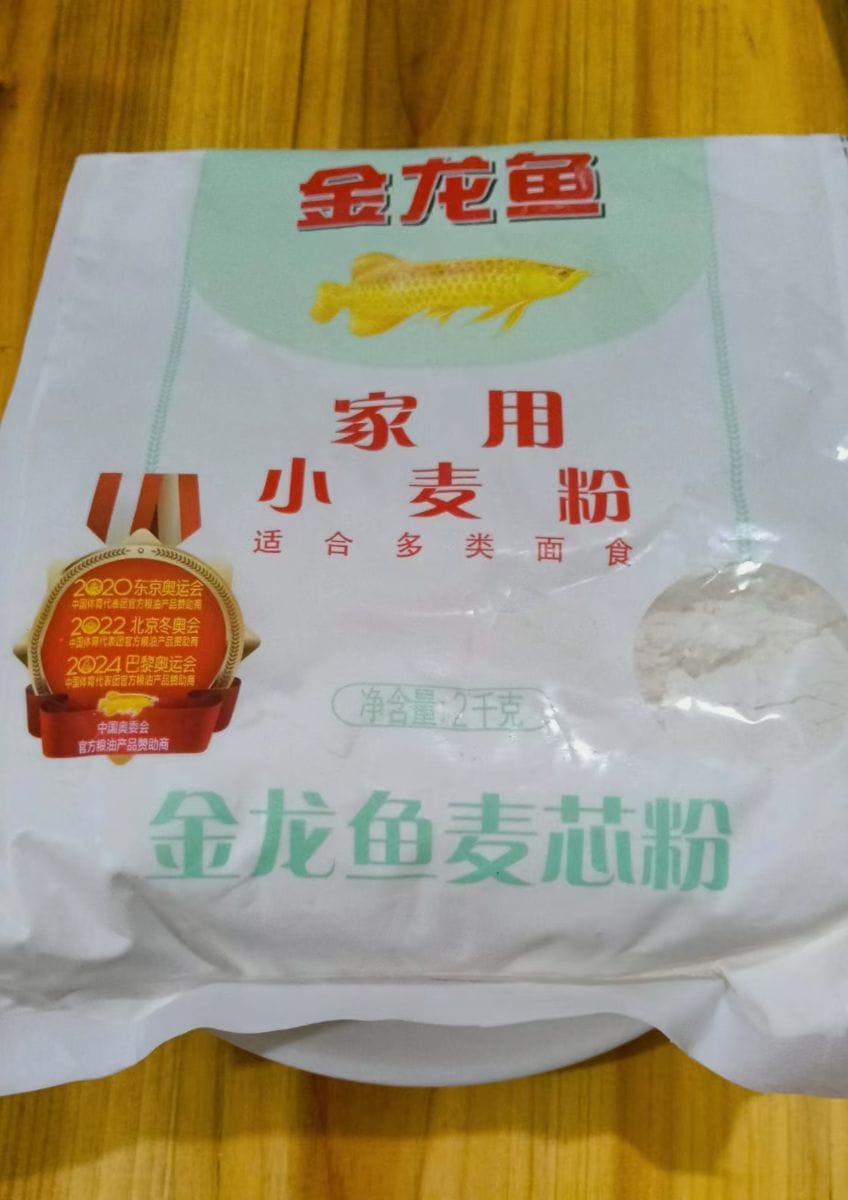 金龙鱼
家用
小麦粉
适合多类面食
2020东京奥运会
中国体育代表团官方粮油产品赞助商
2022 北京冬奥会
中国体育代表团官方粮油产品赞助商
2024巴黎奥运会
中国体育代表团官方粮油产品赞助商
中国奥委会
官方粮油产品赞助商
净含量:2千克
金龙鱼麦芯粉